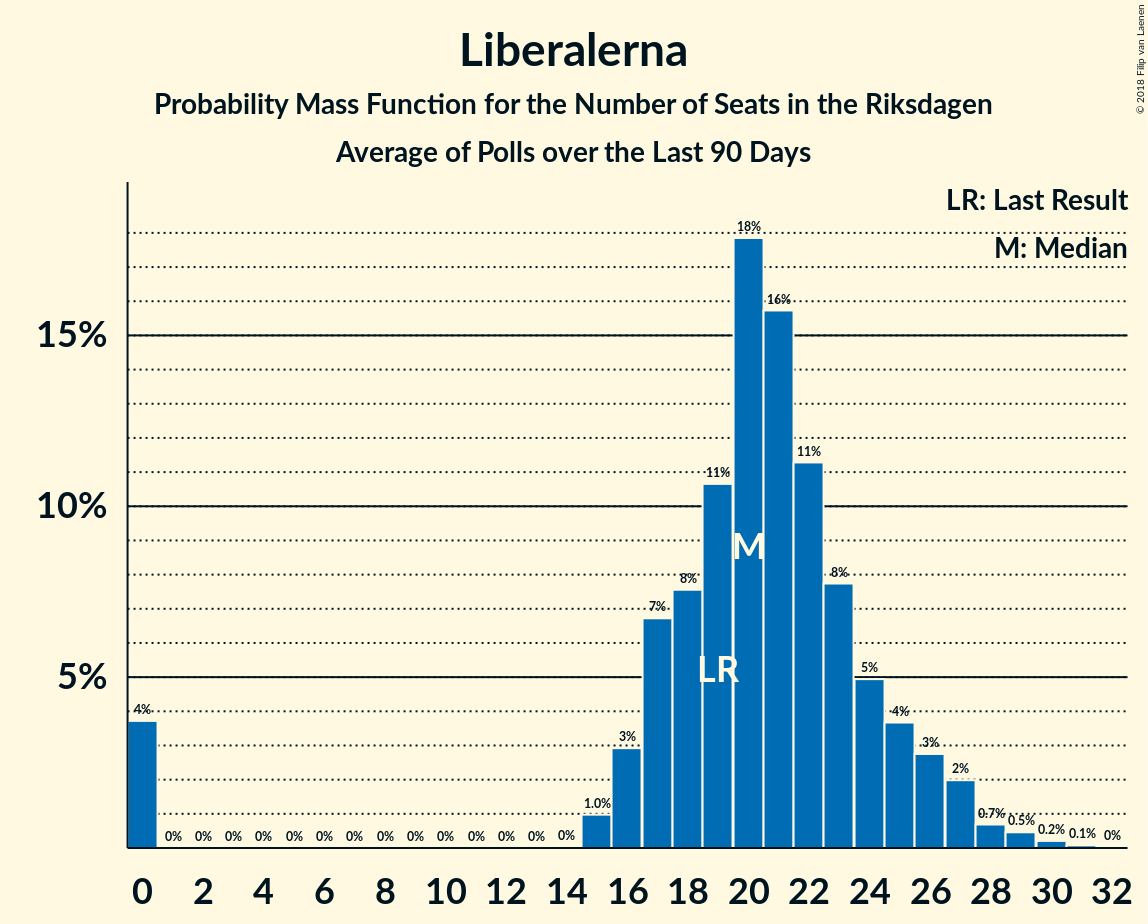 Liberalerna
Probability Mass Function for the Number of Seats in the Riksdagen
Average of Polls over the Last 90 Days
© 2018 Filip van Laenen
LR: Last Result
M: Median
15%
10%
5%
4% 0% 0% 0% 0% 0% 0% 0% 0% 0% 0% 0% 0% 0% 0% 1.0% 3% 7% 8% 11% 18% 16% 11% 8% 5% 4% 3% 2% 0.7% 0.5% 0.2% 0.1% 0%
M
LR
0 2 4 6 8 10 12 14 16 18 20 22 24 26 28 30 32